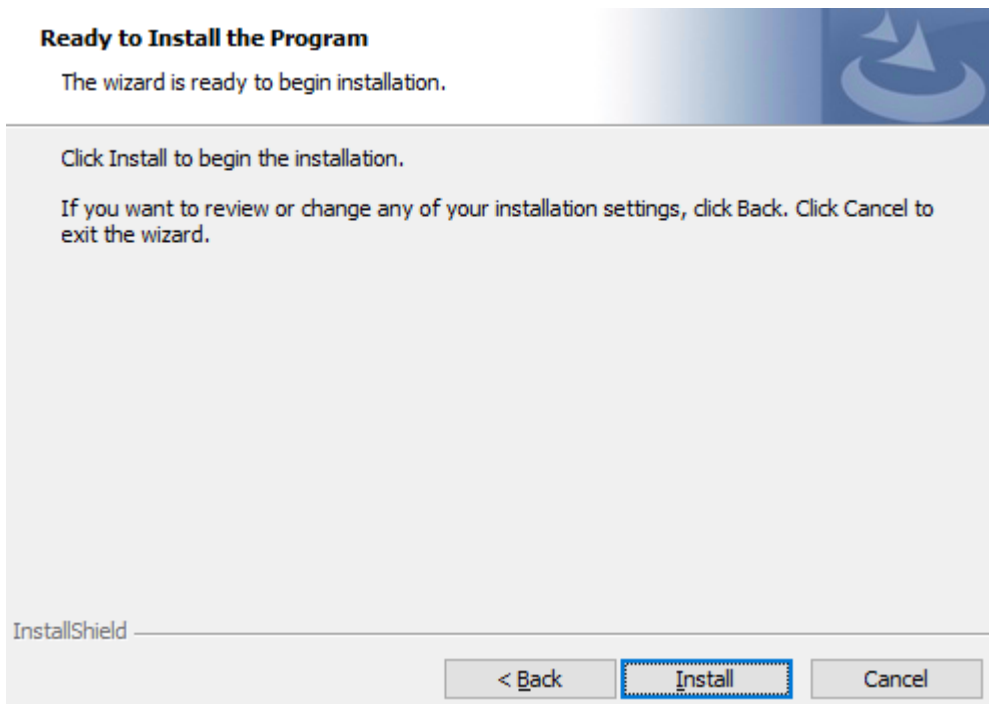 Ready to Install the Program
The wizard is ready to begin installation.
Click Install to begin the installation.
If you want to review or change any of your installation settings, click Back. Click Cancel to
exit the wizard.
InstallShield
< Back Install Cancel